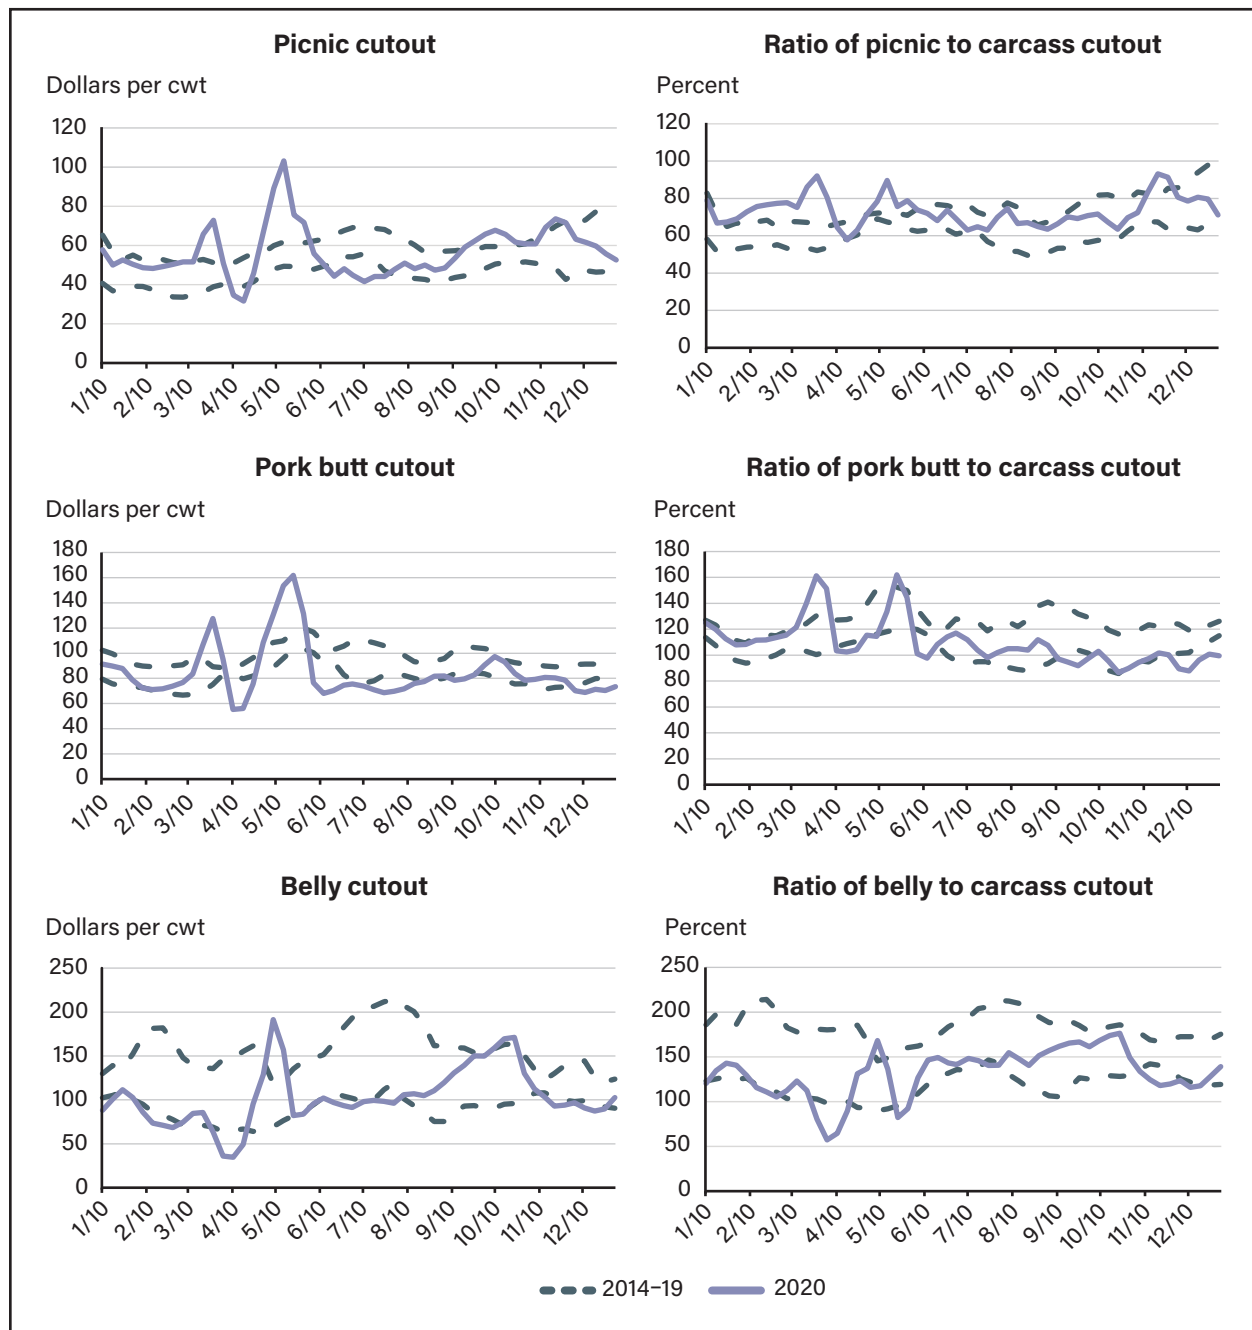 Picnic cutout
Dollars per cwt
120
100
80
60
40
20
0
1/10 2/10 3/10 4/10 5/10 6/10 7/10 8/10 9/10 10/10 11/10 12/10
Ratio of picnic to carcass cutout
Percent
120
100
80
60
40
20
0
1/10 2/10 3/10 4/10 5/10 6/10 7/10 8/10 9/10 10/10 11/10 12/10
Pork butt cutout
Dollars per cwt
180
160
140
120
100
80
60
40
20
0
1/10 2/10 3/10 4/10 5/10 6/10 7/10 8/10 9/10 10/10 11/10 12/10
Ratio of pork butt to carcass cutout
Percent
180
160
140
120
100
80
60
40
20
0
1/10 2/10 3/10 4/10 5/10 6/10 7/10 8/10 9/10 10/10 11/10 12/10
Belly cutout
Dollars per cwt
250
200
150
100
50
0
1/10 2/10 3/10 4/10 5/10 6/10 7/10 8/10 9/10 10/10 11/10 12/10
Ratio of belly to carcass cutout
Percent
250
200
150
100
50
0
1/10 2/10 3/10 4/10 5/10 6/10 7/10 8/10 9/10 10/10 11/10 12/10
2014–19 2020